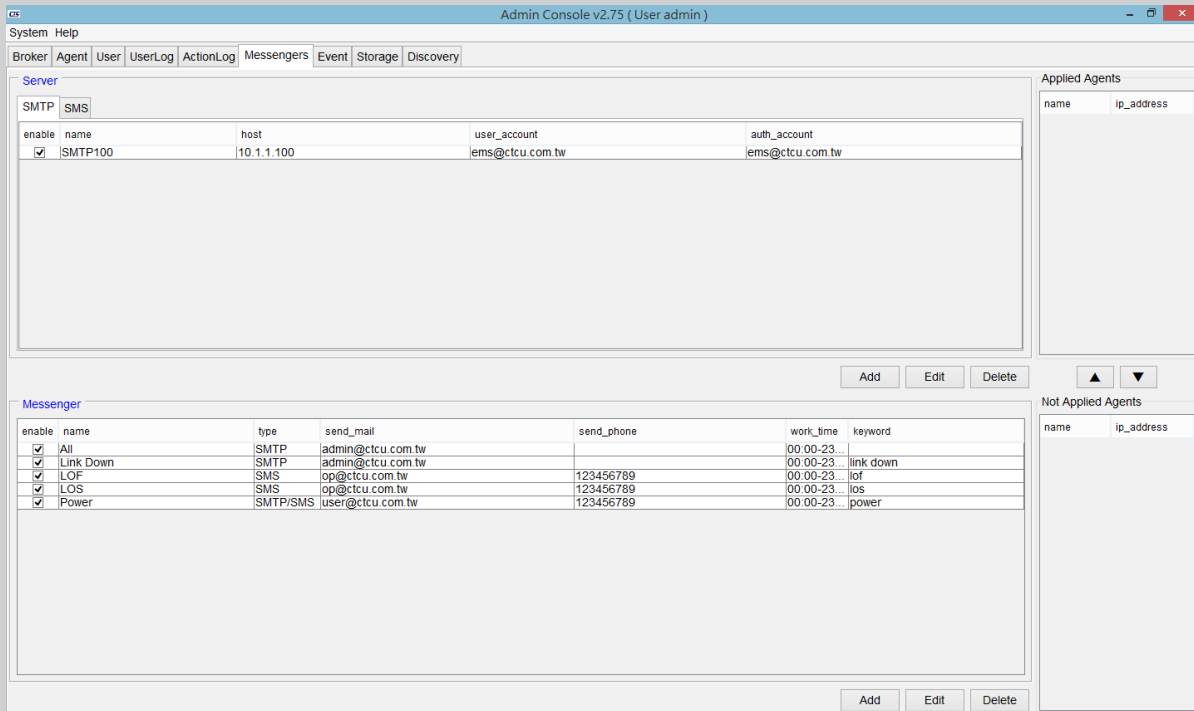 CTS Admin Console v2.75 ( User admin )
System Help
Broker Agent User UserLog ActionLog Messengers Event Storage Discovery
Server
SMTP SMS
enable name host user_account auth_account
SMTP100 10.1.1.100 ems@ctcu.com.tw ems@ctcu.com.tw
Add Edit Delete
Applied Agents
name ip_address
▲ ▼
Messenger
enable name type send_mail send_phone work_time keyword
All SMTP admin@ctcu.com.tw 00:00-23...
Link Down SMTP admin@ctcu.com.tw 00:00-23... link down
LOF SMS op@ctcu.com.tw 123456789 00:00-23... lof
LOS SMS op@ctcu.com.tw 123456789 00:00-23... los
Power SMTP/SMS user@ctcu.com.tw 123456789 00:00-23... power
Add Edit Delete
Not Applied Agents
name ip_address